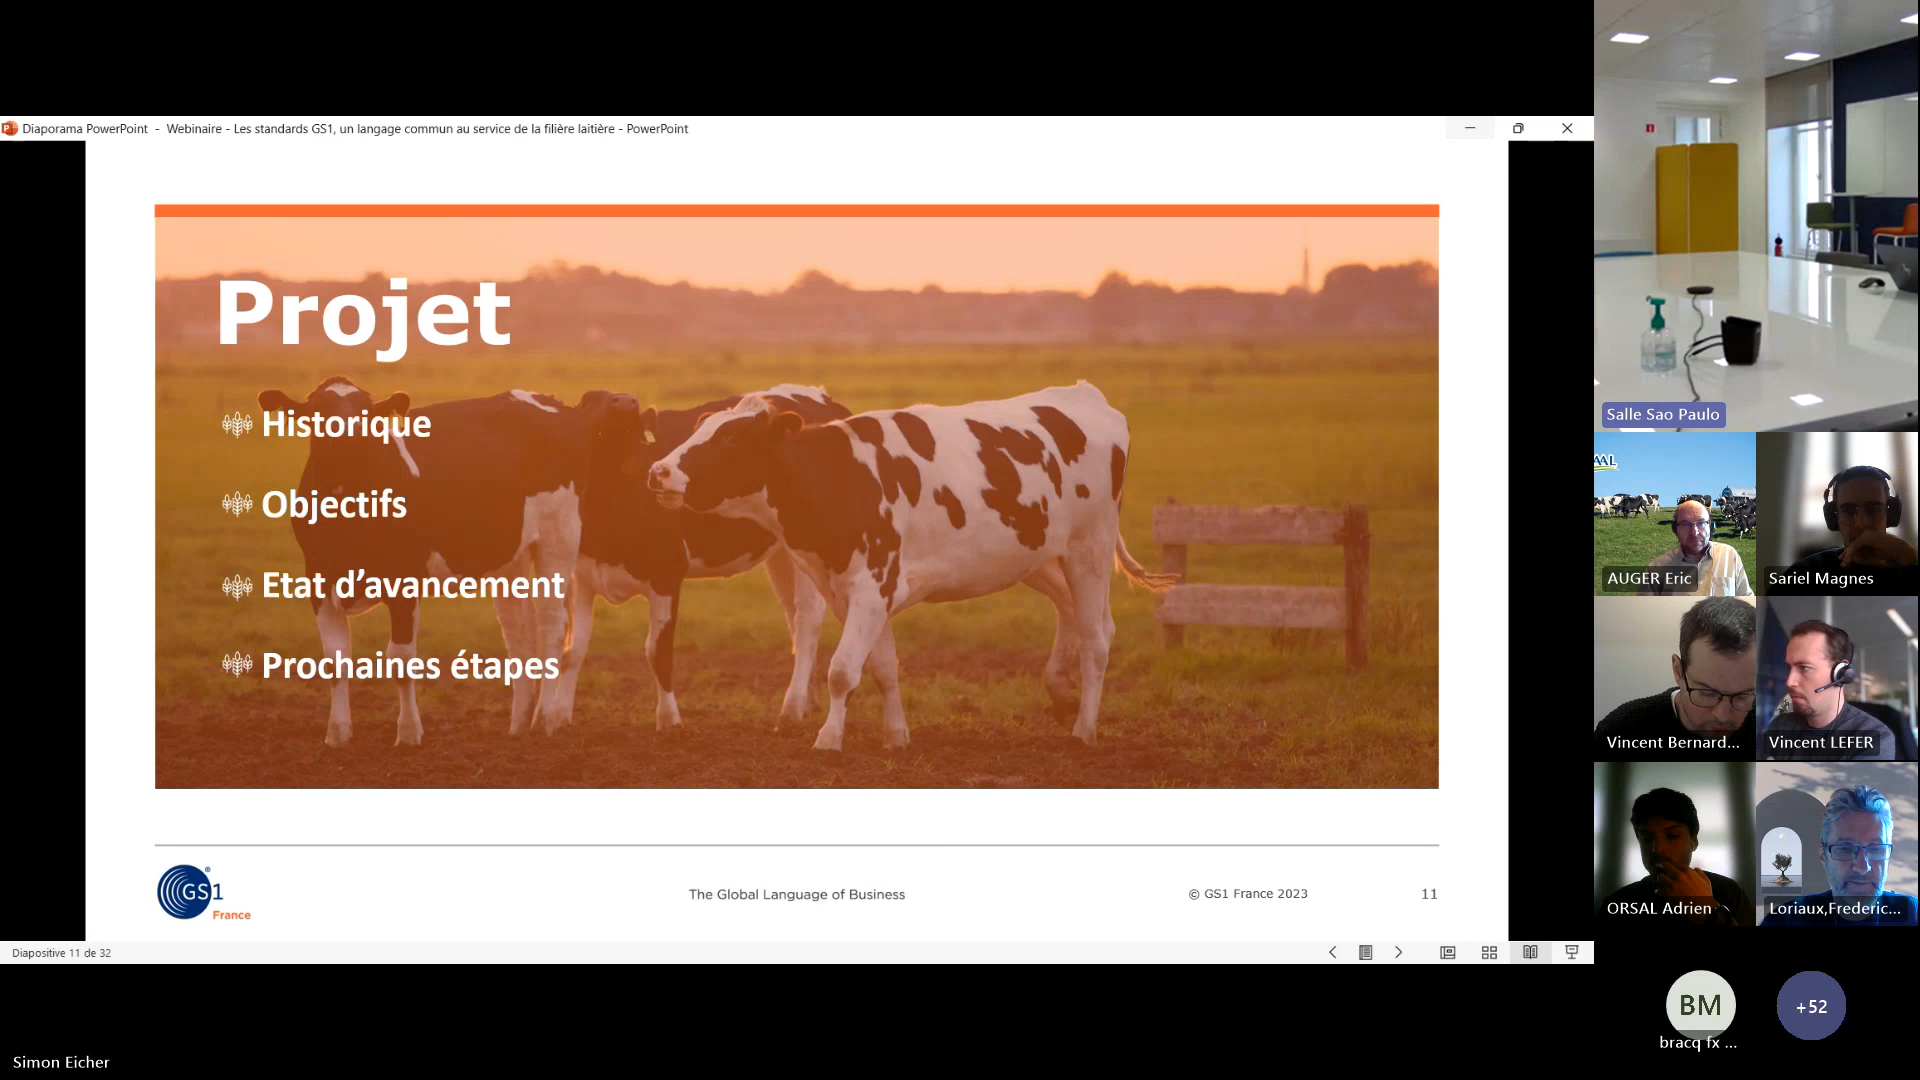 Diaporama PowerPoint - Webinaire - Les standards GS1, un langage commun au service de la filière laitière - PowerPoint
Projet
Historique
Objectifs
Etat d’avancement
Prochaines étapes
GS1
France
The Global Language of Business
© GS1 France 2023
11
Diapositive 11 de 32
Simon Eicher
Salle Sao Paulo
AUGER Eric
Sariel Magnes
Vincent Bernard...
Vincent LEFER
ORSAL Adrien
Loriaux,Frederic...
BM
bracq fx ...
+52